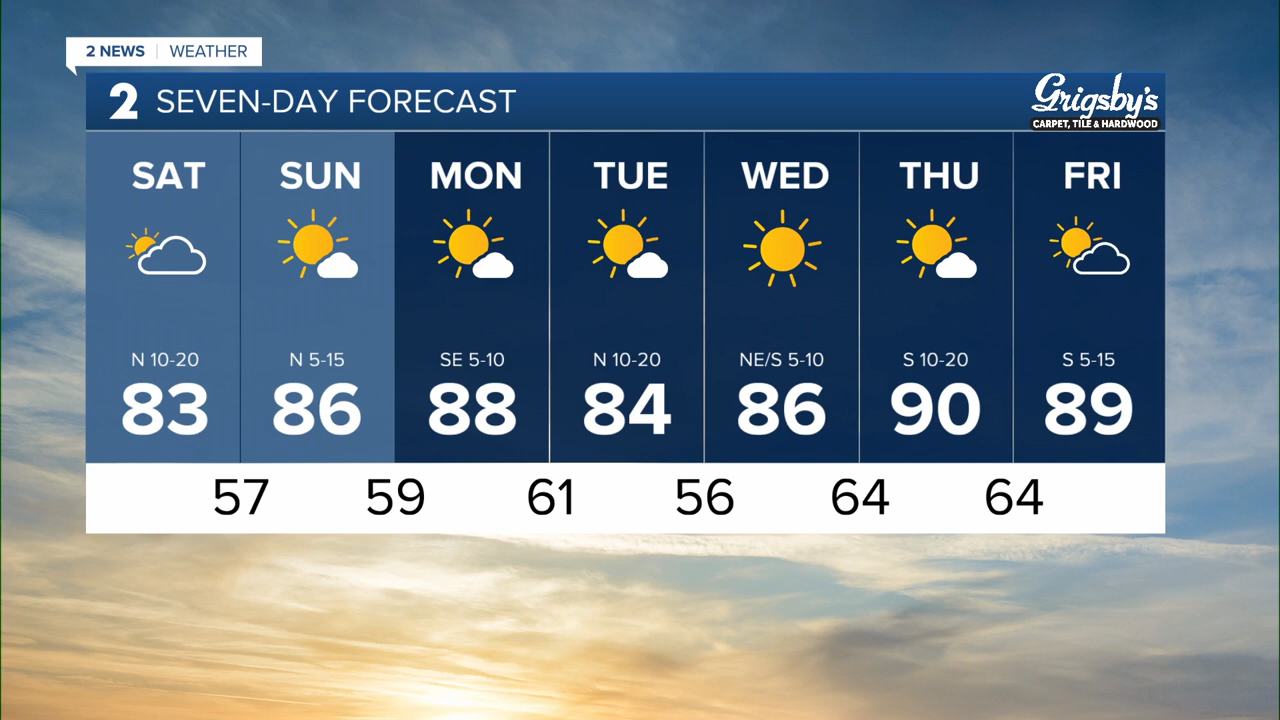 2 NEWS | WEATHER
2 SEVEN-DAY FORECAST
Grigsby's
CARPET, TILE & HARDWOOD
SAT SUN MON TUE WED THU FRI
N 10-20 N 5-15 SE 5-10 N 10-20 NE/S 5-10 S 10-20 S 5-15
83 86 88 84 86 90 89
57 59 61 56 64 64